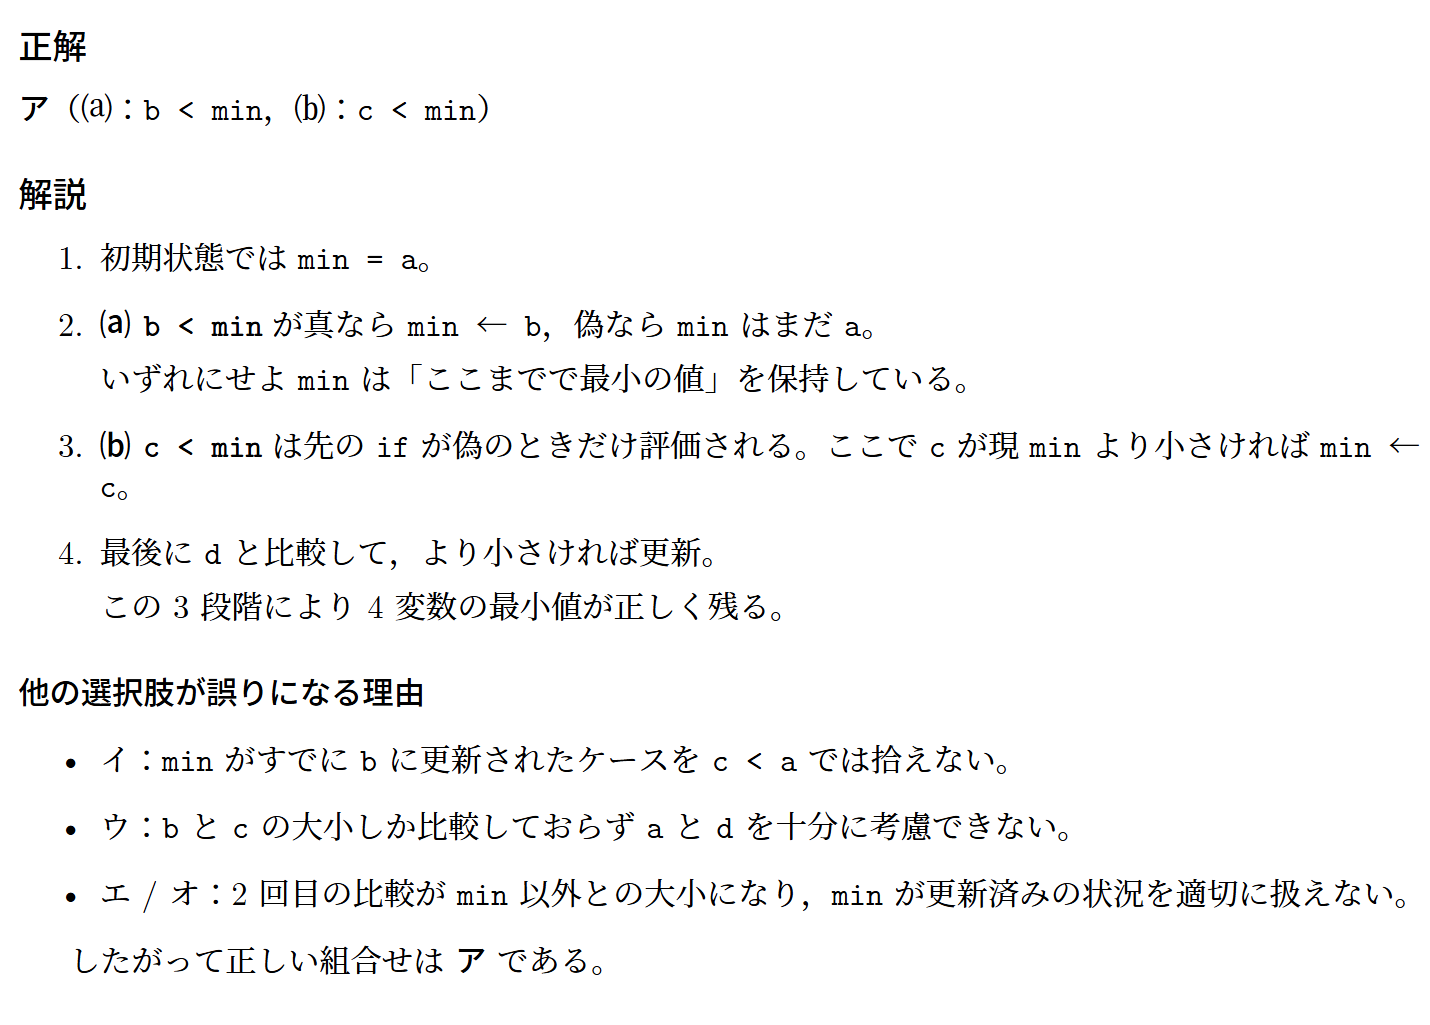 正解
ア（(a)：b < min，(b)：c < min）
解説
1. 初期状態では min = a。
2. (a) b < min が真なら min ← b，偽なら min はまだ a。
いずれにせよ min は「ここまでで最小の値」を保持している。
3. (b) c < min は先の if が偽のときだけ評価される。ここで c が現 min より小さければ min ←
c。
4. 最後に d と比較して，より小さければ更新。
この 3 段階により 4 変数の最小値が正しく残る。
他の選択肢が誤りになる理由
• イ：min がすでに b に更新されたケースを c < a では拾えない。
• ウ：b と c の大小しか比較しておらず a と d を十分に考慮できない。
• エ / オ：2 回目の比較が min 以外との大小になり，min が更新済みの状況を適切に扱えない。
したがって正しい組合せは ア である。